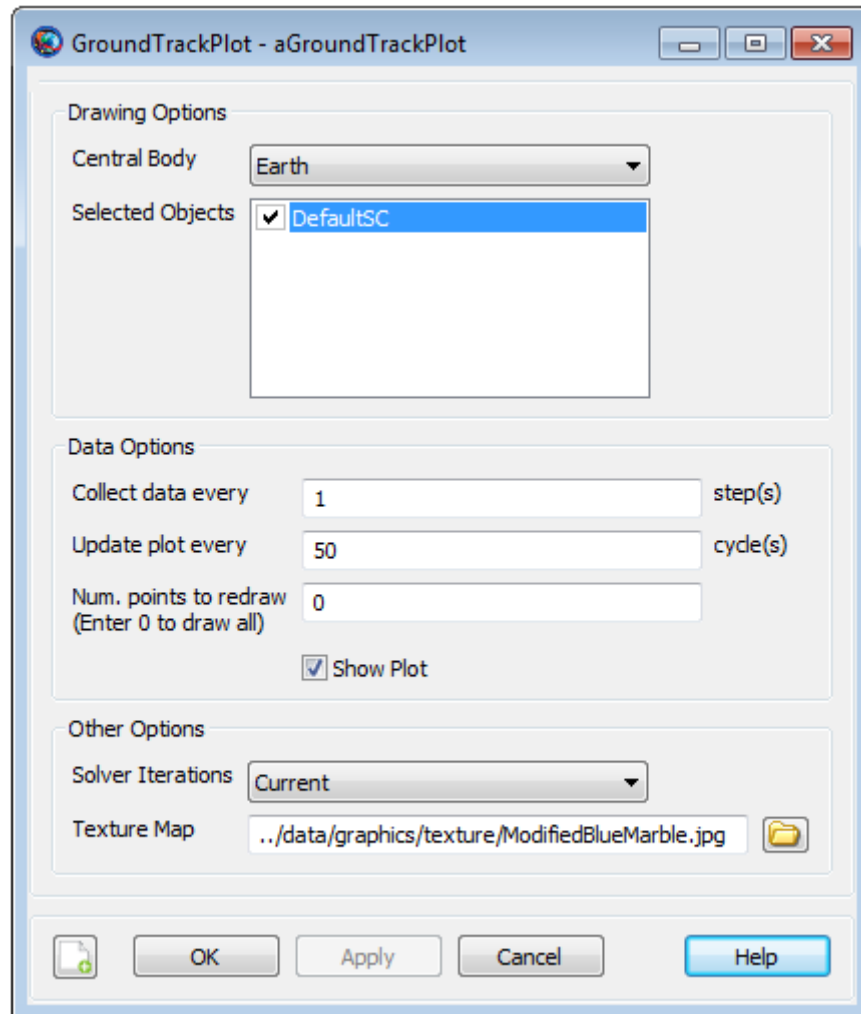 GroundTrackPlot - aGroundTrackPlot
Drawing Options
Central Body Earth
Selected Objects DefaultSC
Data Options
Collect data every 1 step(s)
Update plot every 50 cycle(s)
Num. points to redraw 0
(Enter 0 to draw all)
Show Plot
Other Options
Solver Iterations Current
Texture Map ../data/graphics/texture/ModifiedBlueMarble.jpg
OK Apply Cancel Help